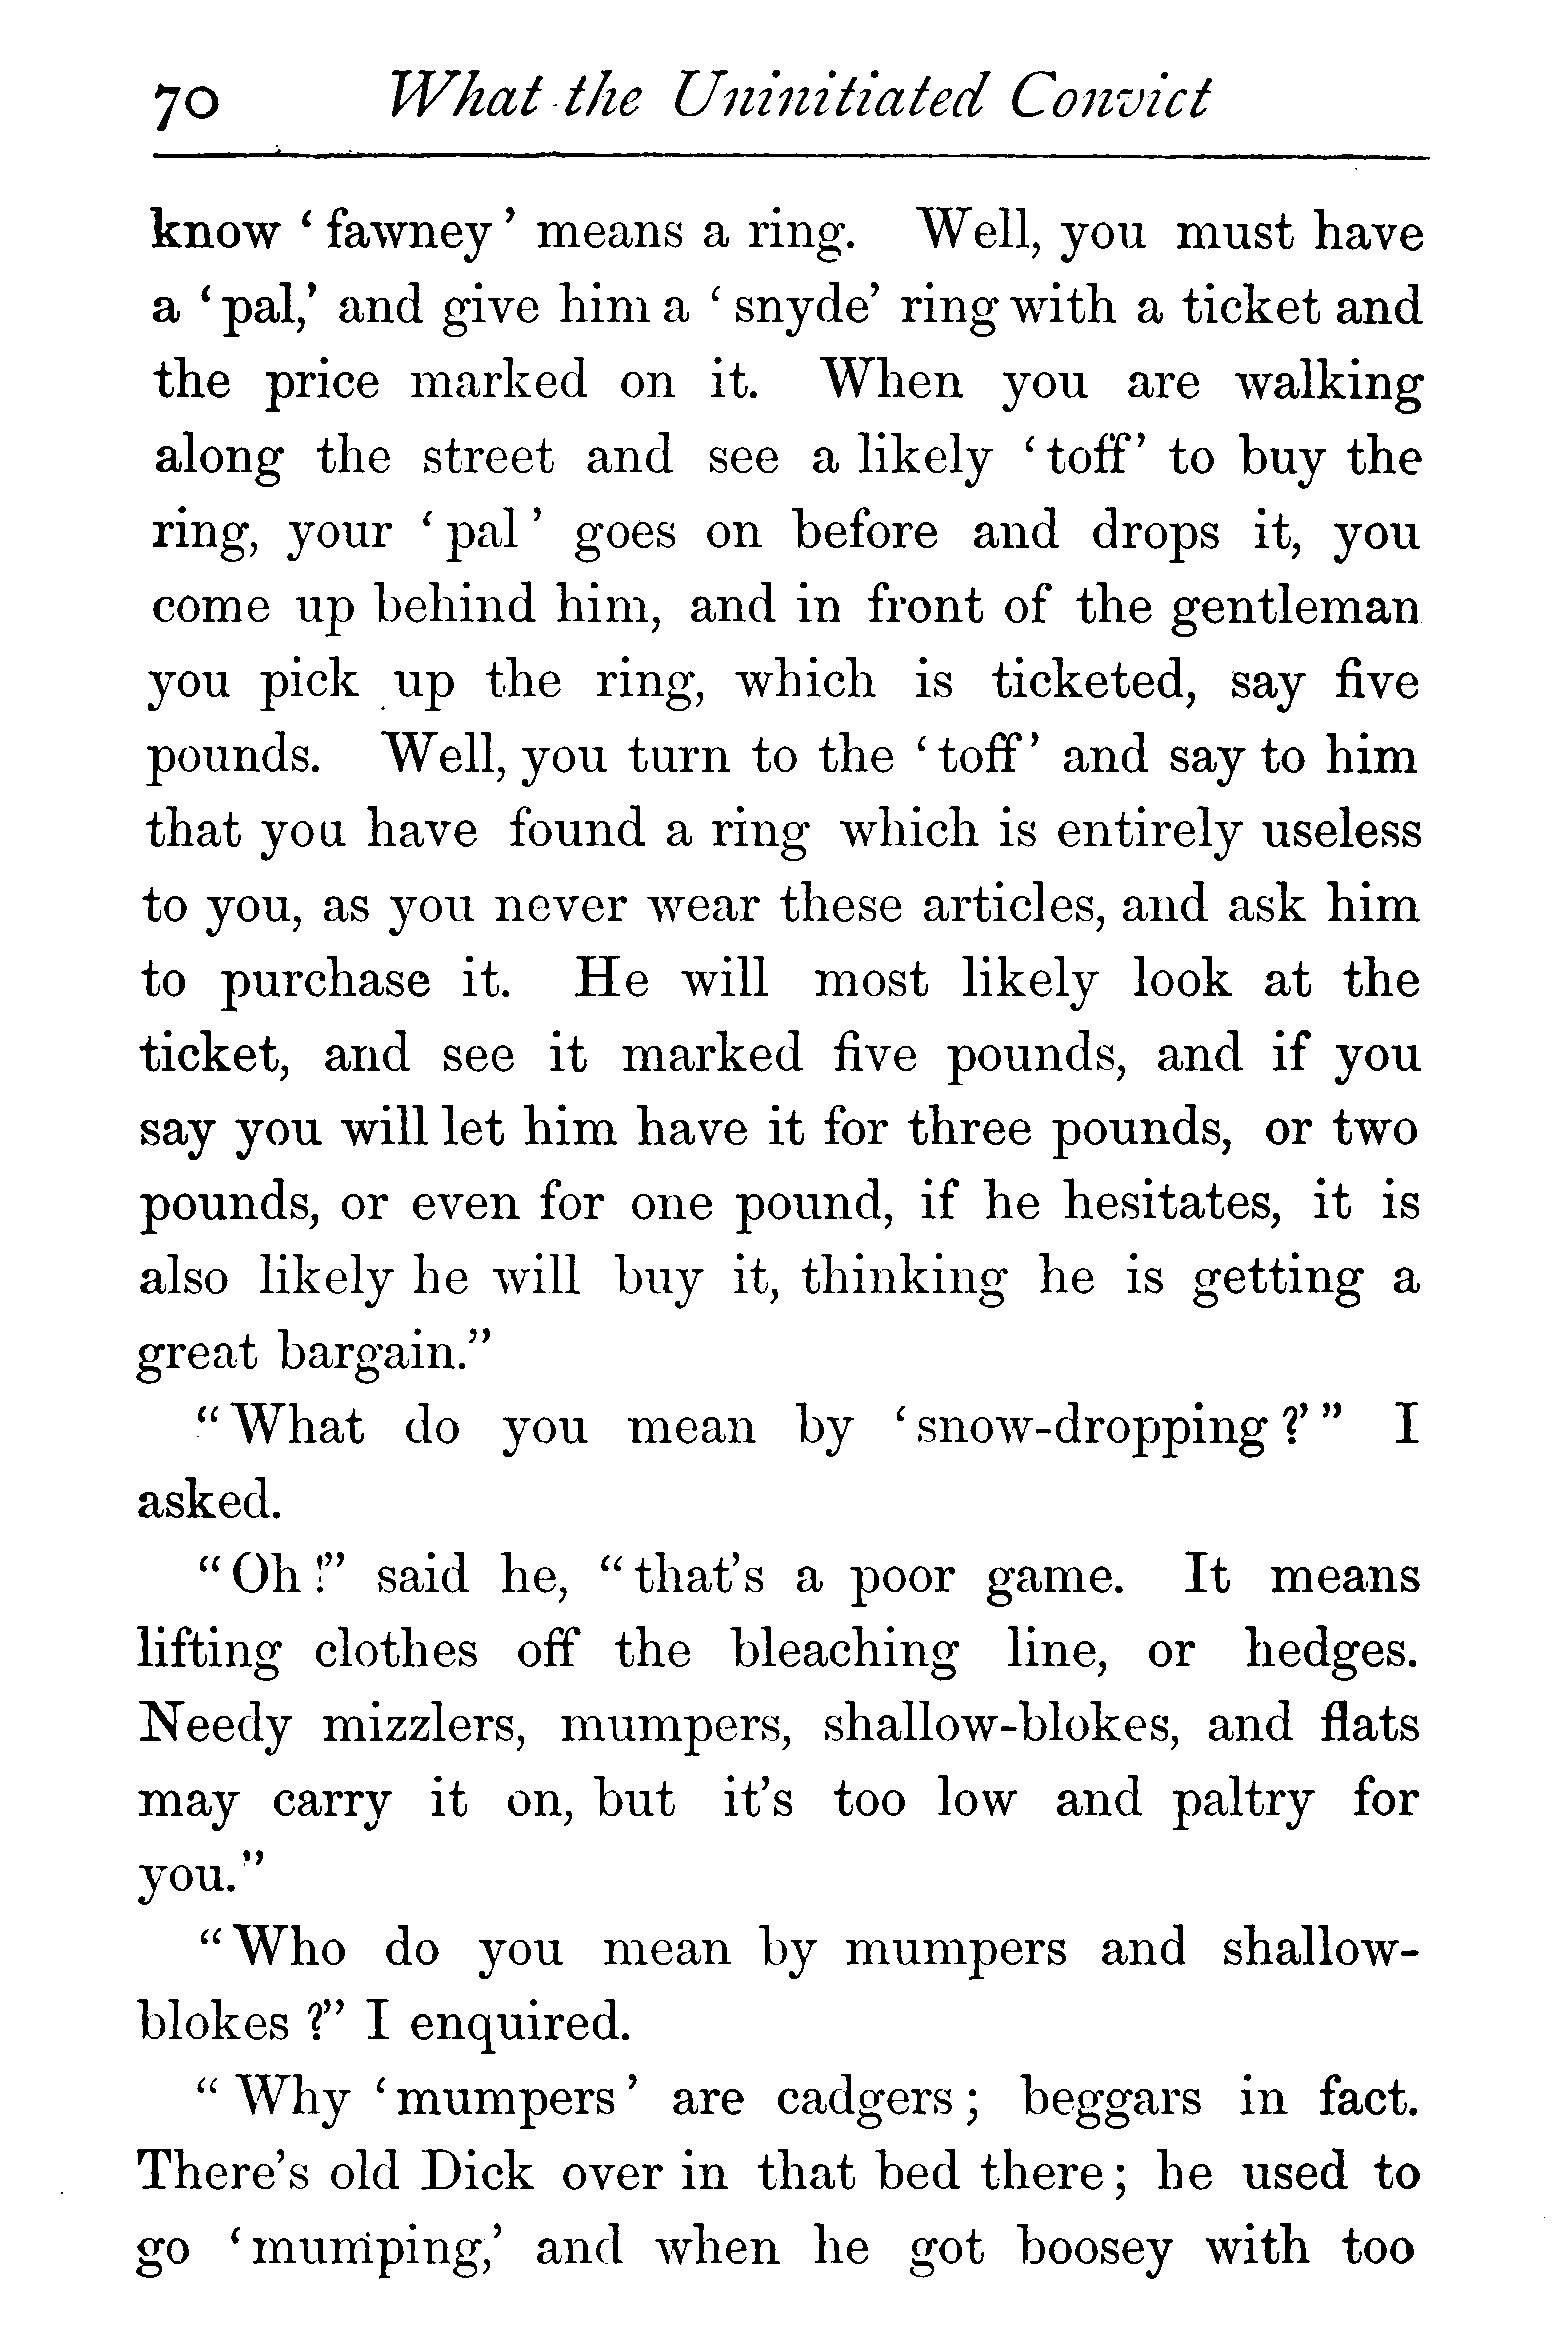 70 What the Uninitiated Convict
know ‘fawney’ means a ring. Well, you must have
a ‘pal,’ and give him a ‘snyde’ ring with a ticket and
the price marked on it. When you are walking
along the street and see a likely ‘toff’ to buy the
ring, your ‘pal’ goes on before and drops it, you
come up behind him, and in front of the gentleman
you pick up the ring, which is ticketed, say five
pounds. Well, you turn to the ‘toff’ and say to him
that you have found a ring which is entirely useless
to you, as you never wear these articles, and ask him
to purchase it. He will most likely look at the
ticket, and see it marked five pounds, and if you
say you will let him have it for three pounds, or two
pounds, or even for one pound, if he hesitates, it is
also likely he will buy it, thinking he is getting a
great bargain.”
“What do you mean by ‘snow-dropping?’” I
asked.
“Oh!” said he, “that’s a poor game. It means
lifting clothes off the bleaching line, or hedges.
Needy mizzlers, mumpers, shallow-blokes, and flats
may carry it on, but it’s too low and paltry for
you.”
“Who do you mean by mumpers and shallow-
blokes?” I enquired.
“Why ‘mumpers’ are cadgers; beggars in fact.
There’s old Dick over in that bed there; he used to
go ‘mumping,’ and when he got boosey with too